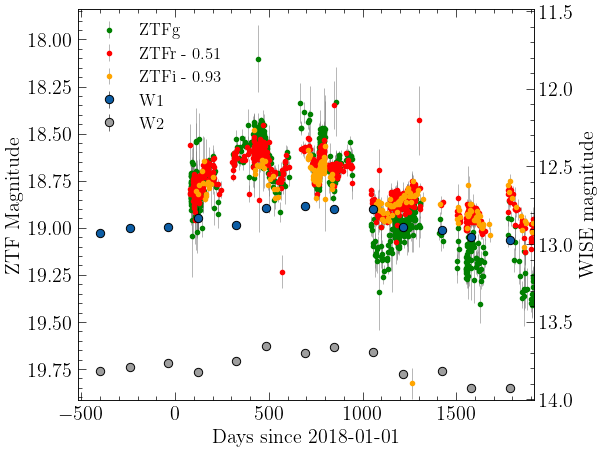 ZTFg
ZTFr - 0.51
ZTFi - 0.93
W1
W2
ZTF Magnitude
18.00
18.25
18.50
18.75
19.00
19.25
19.50
19.75
WISE magnitude
11.5
12.0
12.5
13.0
13.5
14.0
−500
0
500
1000
1500
Days since 2018-01-01